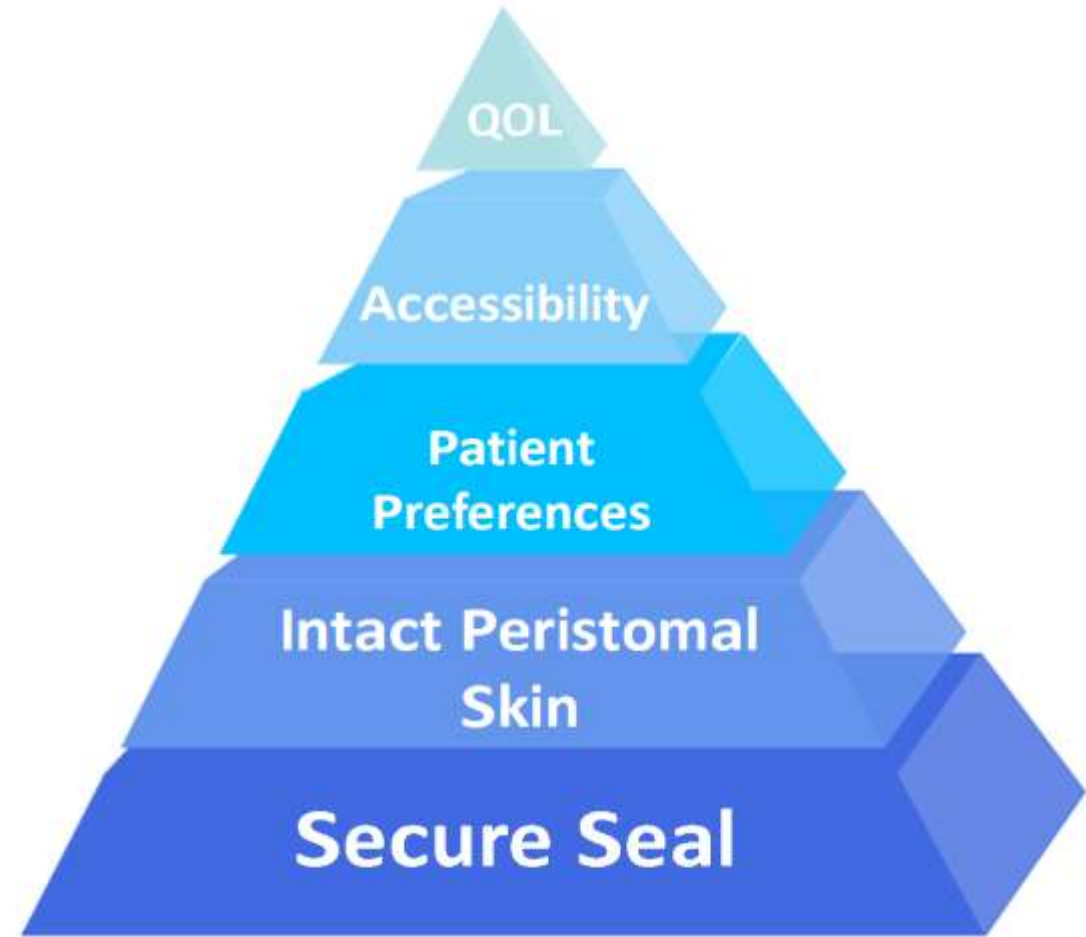 QOL
Accessibility
Patient
Preferences
Intact Peristomal
Skin
Secure Seal